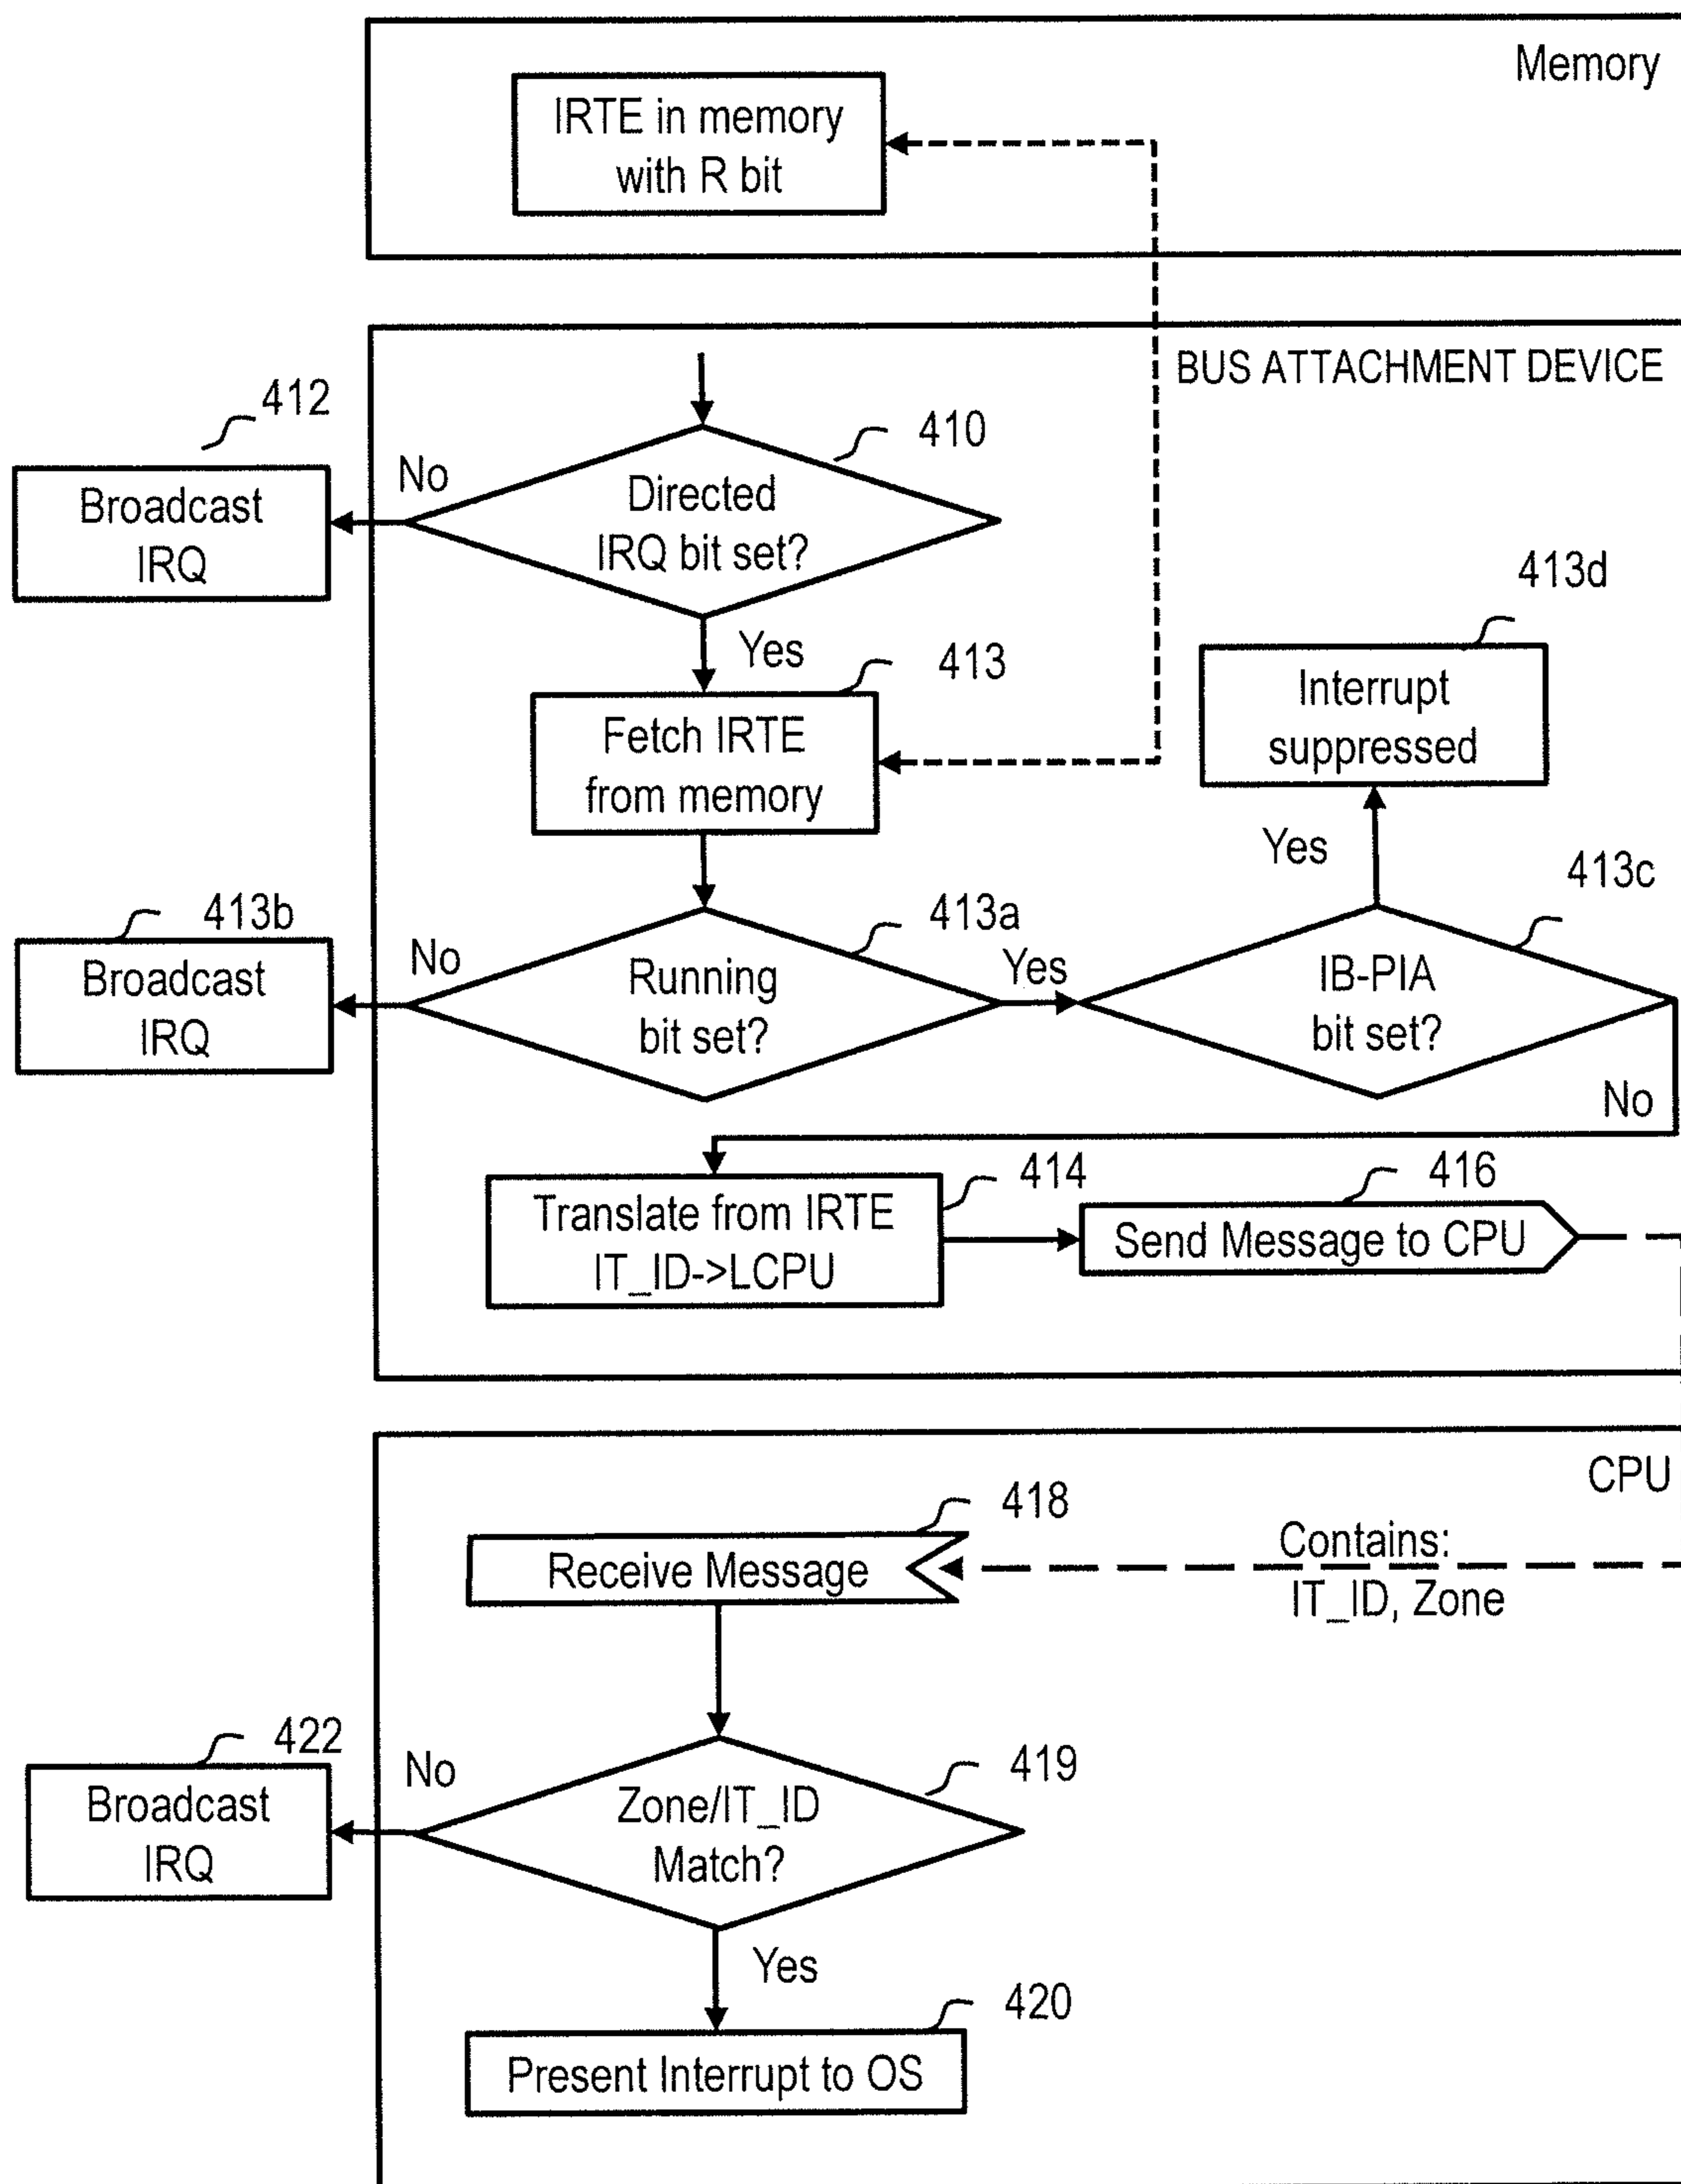 Memory
IRTE in memory
with R bit
BUS ATTACHMENT DEVICE
412
410
No
Directed
IRQ bit set?
Broadcast
IRQ
413d
Yes
413
Interrupt
suppressed
Fetch IRTE
from memory
Yes
413c
413b
413a
No
Yes
Broadcast
IRQ
Running
bit set?
IB-PIA
bit set?
No
414
416
Translate from IRTE
IT_ID->LCPU
Send Message to CPU
CPU
418
Contains:
Receive Message
IT_ID, Zone
422
419
No
Broadcast
IRQ
Zone/IT_ID
Match?
Yes
420
Present Interrupt to OS